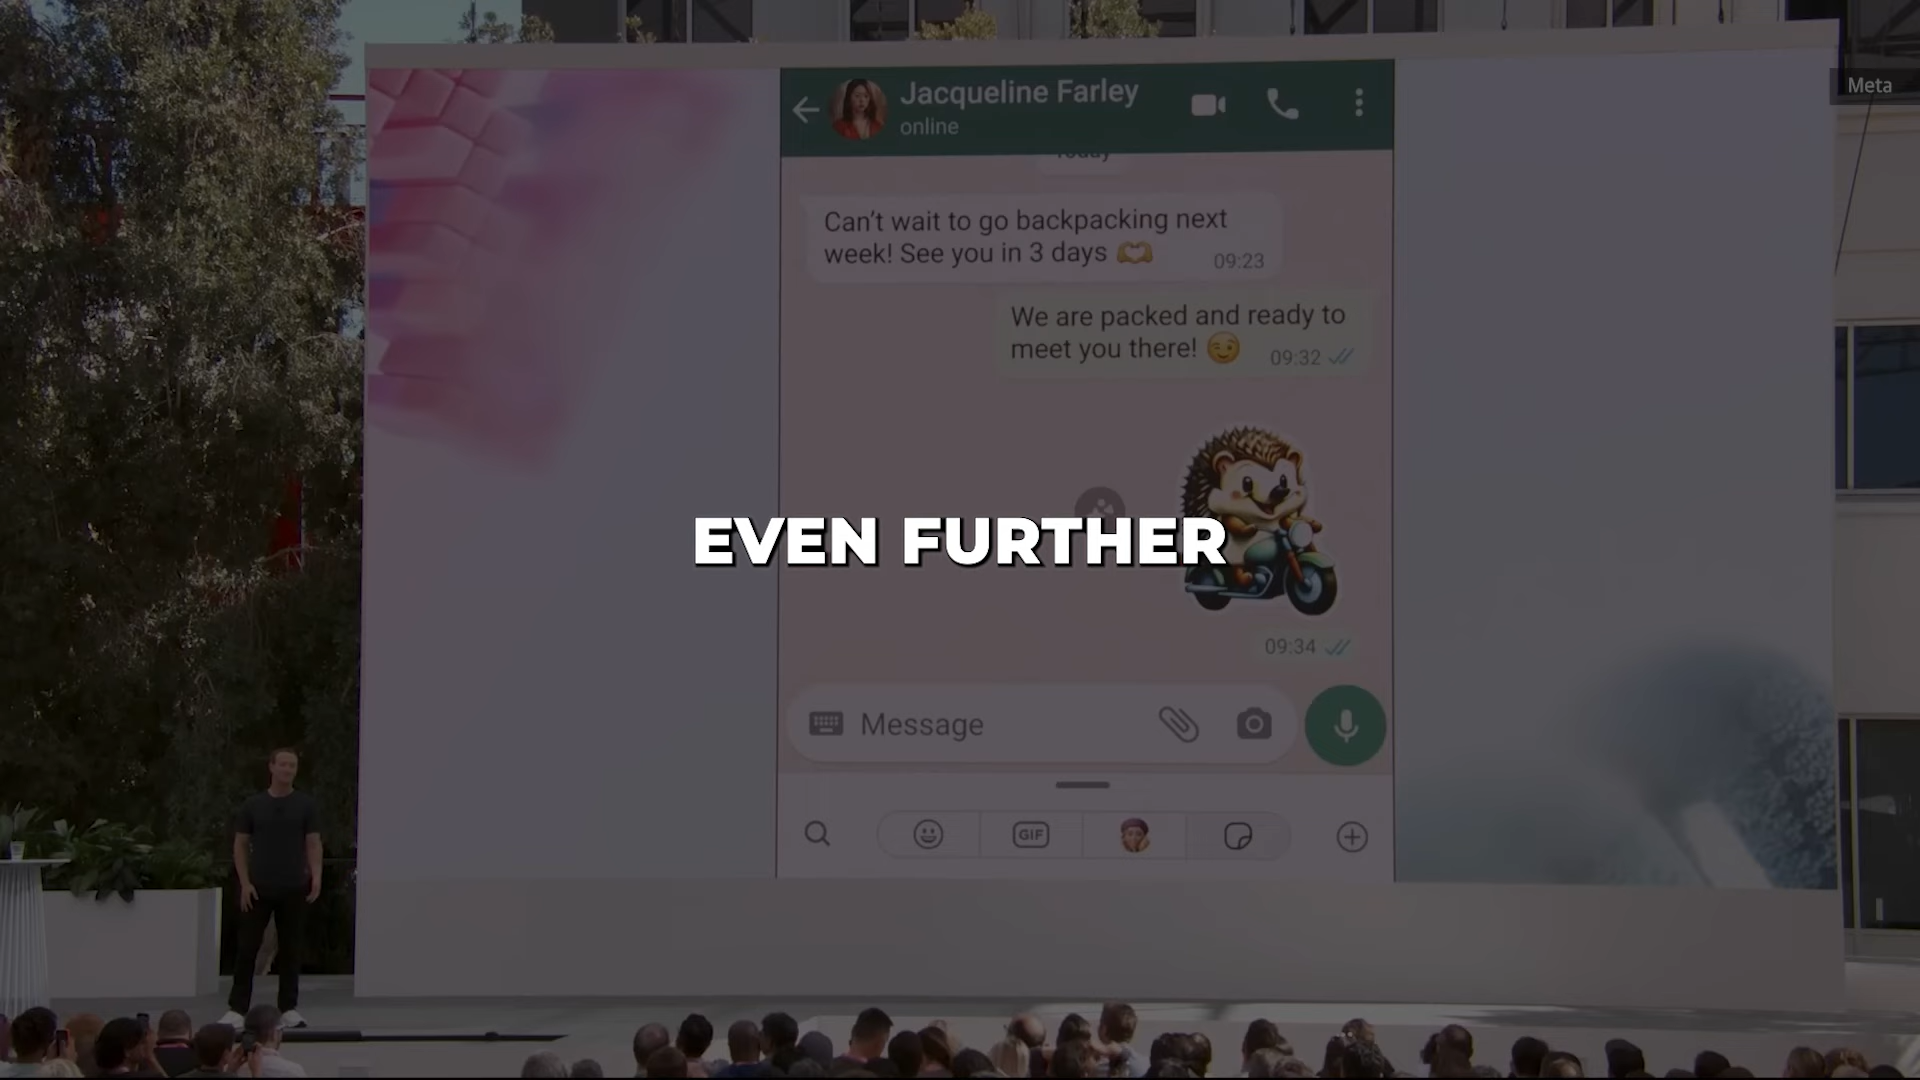 Meta
Jacqueline Farley
online
Today
Can't wait to go backpacking next
week! See you in 3 days
09:23
We are packed and ready to
meet you there!
09:32
EVEN FURTHER
09:34
Message
GIF